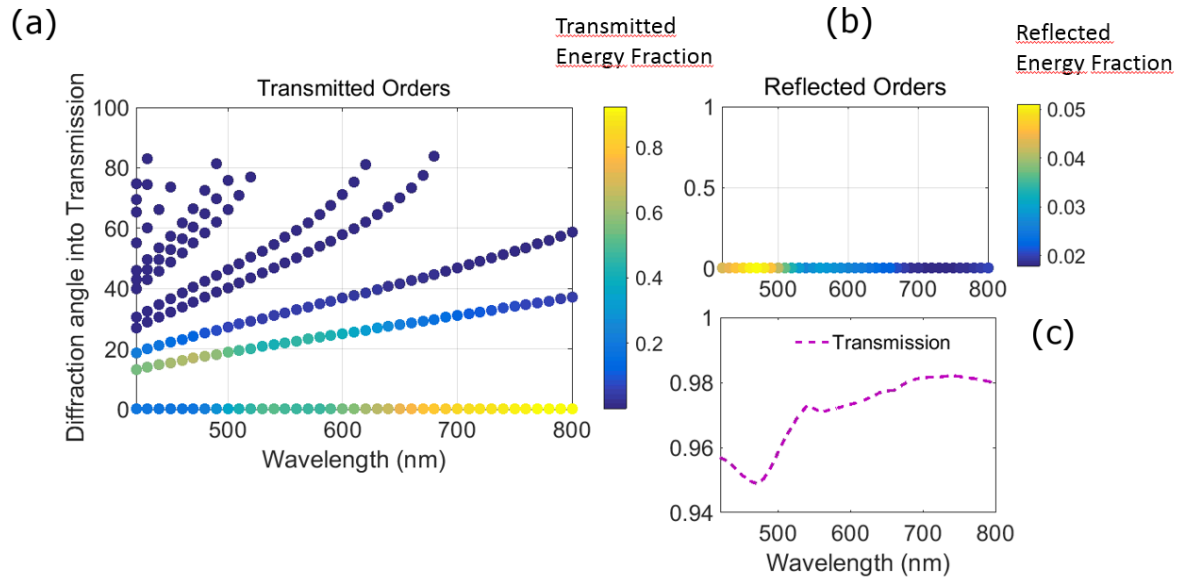 (a)
Transmitted
Energy Fraction
Transmitted Orders
Diffraction angle into Transmission
100
80
60
40
20
0
500
600
700
800
Wavelength (nm)
0.8
0.6
0.4
0.2
(b)
Reflected
Energy Fraction
Reflected Orders
1
0.5
0
500
600
700
800
0.05
0.04
0.03
0.02
(c)
Transmission
1
0.98
0.96
0.94
500
600
700
800
Wavelength (nm)